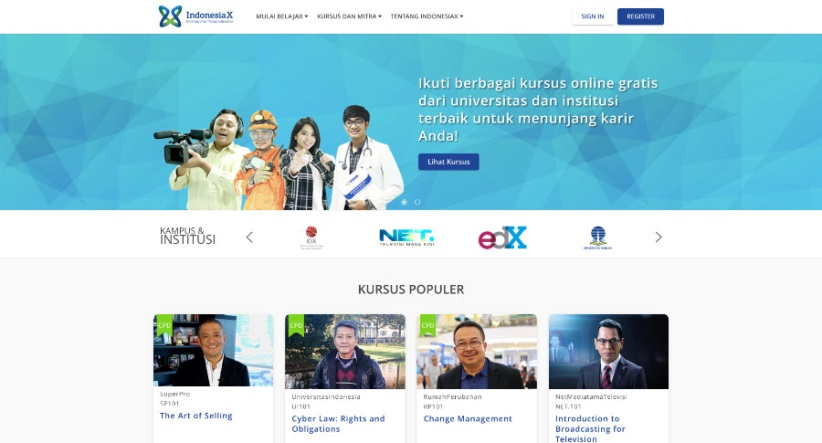 IndonesiaX
MULAI BELAJAR
KURSUS DAN MITRA
TENTANG INDONESIAX
SIGN IN
REGISTER
Ikuti berbagai kursus online gratis
dari universitas dan institusi
terbaik untuk menunjang karir
Anda!
Lihat Kursus
KAMPUS &
INSTITUSI
IDX
NET.
TELEVISI MASA KINI
edX
KURSUS POPULER
CPD
CPD
CPD
SuperPro
SP101
The Art of Selling
UniversitasIndonesia
UI101
Cyber Law: Rights and
Obligations
RumahPerubahan
RP101
Change Management
NetMediatamaTelevisi
NET.101
Introduction to
Broadcasting for
Television